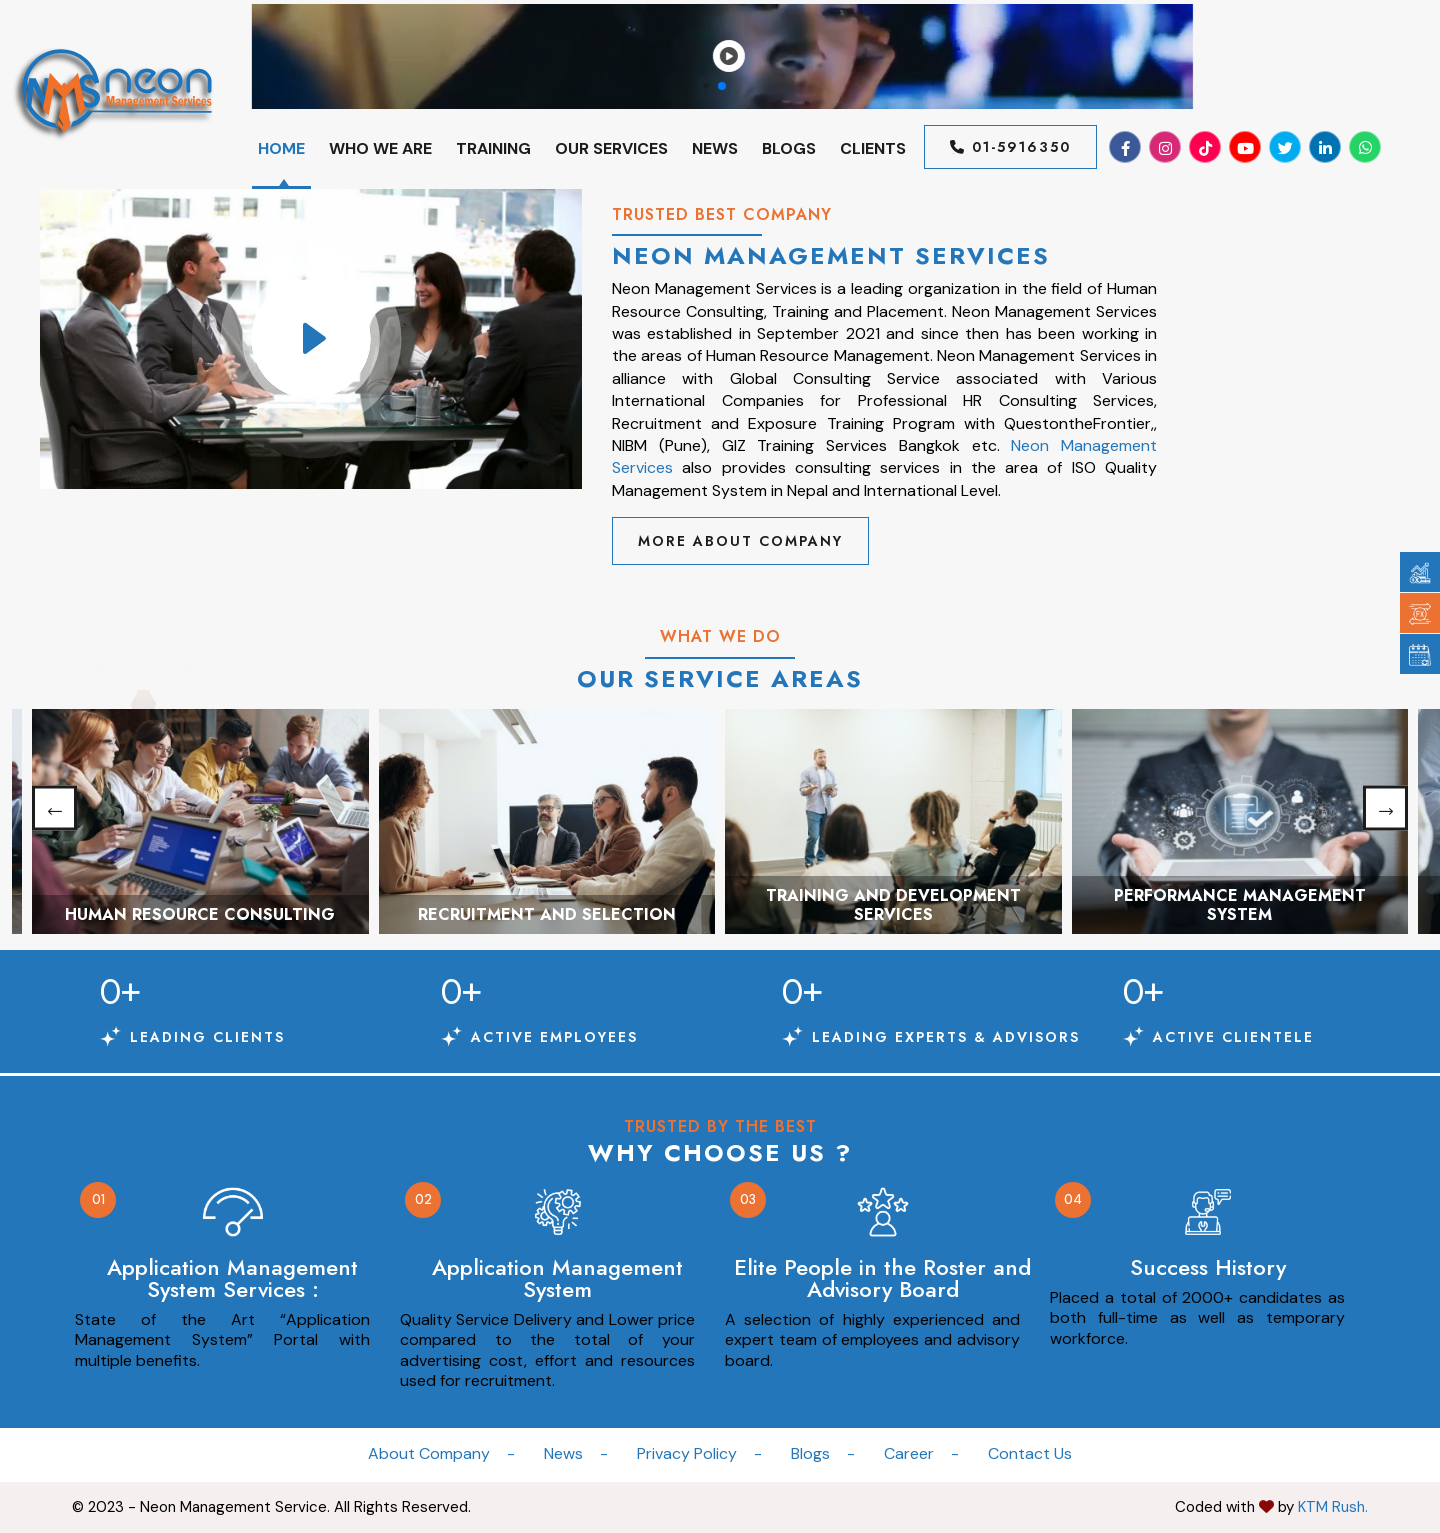 NMS neon
Management Services
HOME WHO WE ARE TRAINING OUR SERVICES NEWS BLOGS CLIENTS 01-5916350
TRUSTED BEST COMPANY
NEON MANAGEMENT SERVICES
Neon Management Services is a leading organization in the field of Human
Resource Consulting, Training and Placement. Neon Management Services
was established in September 2021 and since then has been working in
the areas of Human Resource Management. Neon Management Services in
alliance with Global Consulting Service associated with Various
International Companies for Professional HR Consulting Services,
Recruitment and Exposure Training Program with QuestontheFrontier,,
NIBM (Pune), GIZ Training Services Bangkok etc. Neon Management
Services also provides consulting services in the area of ISO Quality
Management System in Nepal and International Level.
MORE ABOUT COMPANY
WHAT WE DO
OUR SERVICE AREAS
← →
HUMAN RESOURCE CONSULTING
RECRUITMENT AND SELECTION
TRAINING AND DEVELOPMENT
SERVICES
PERFORMANCE MANAGEMENT
SYSTEM
0+ 0+ 0+ 0+
LEADING CLIENTS ACTIVE EMPLOYEES LEADING EXPERTS & ADVISORS ACTIVE CLIENTELE
TRUSTED BY THE BEST
WHY CHOOSE US ?
01
Application Management
System Services :
State of the Art “Application
Management System” Portal with
multiple benefits.
02
Application Management
System
Quality Service Delivery and Lower price
compared to the total of your
advertising cost, effort and resources
used for recruitment.
03
Elite People in the Roster and
Advisory Board
A selection of highly experienced and
expert team of employees and advisory
board.
04
Success History
Placed a total of 2000+ candidates as
both full-time as well as temporary
workforce.
About Company - News - Privacy Policy - Blogs - Career - Contact Us
© 2023 - Neon Management Service. All Rights Reserved. Coded with by KTM Rush.